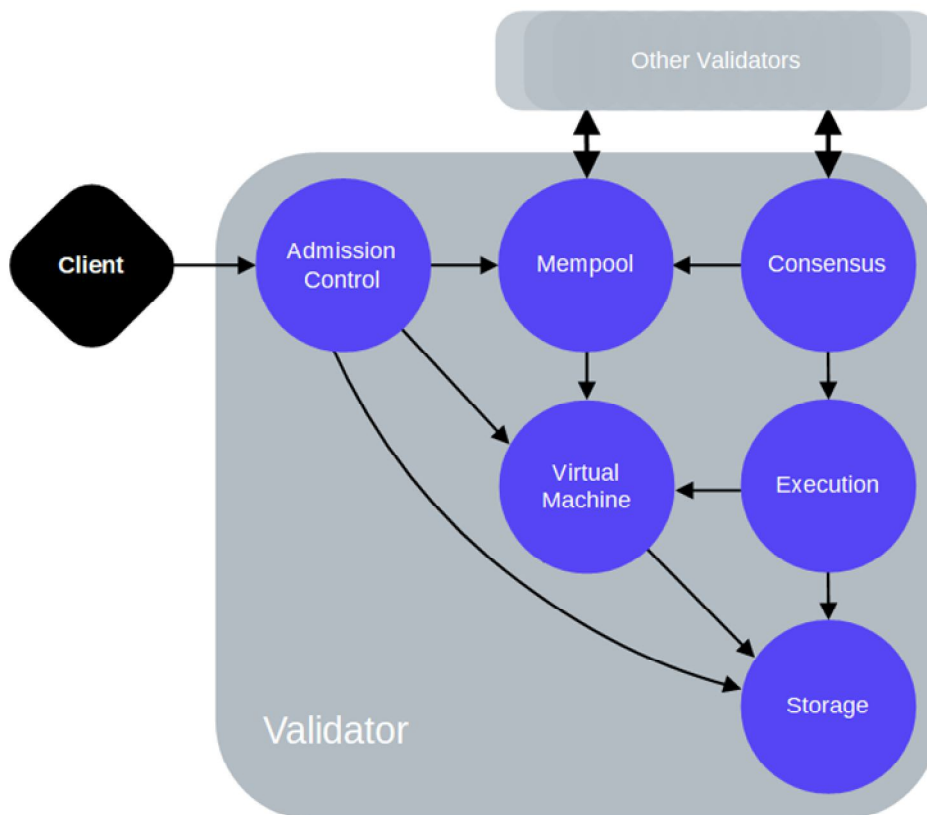 Other Validators
Client
Admission
Control
Mempool
Consensus
Virtual
Machine
Execution
Storage
Validator